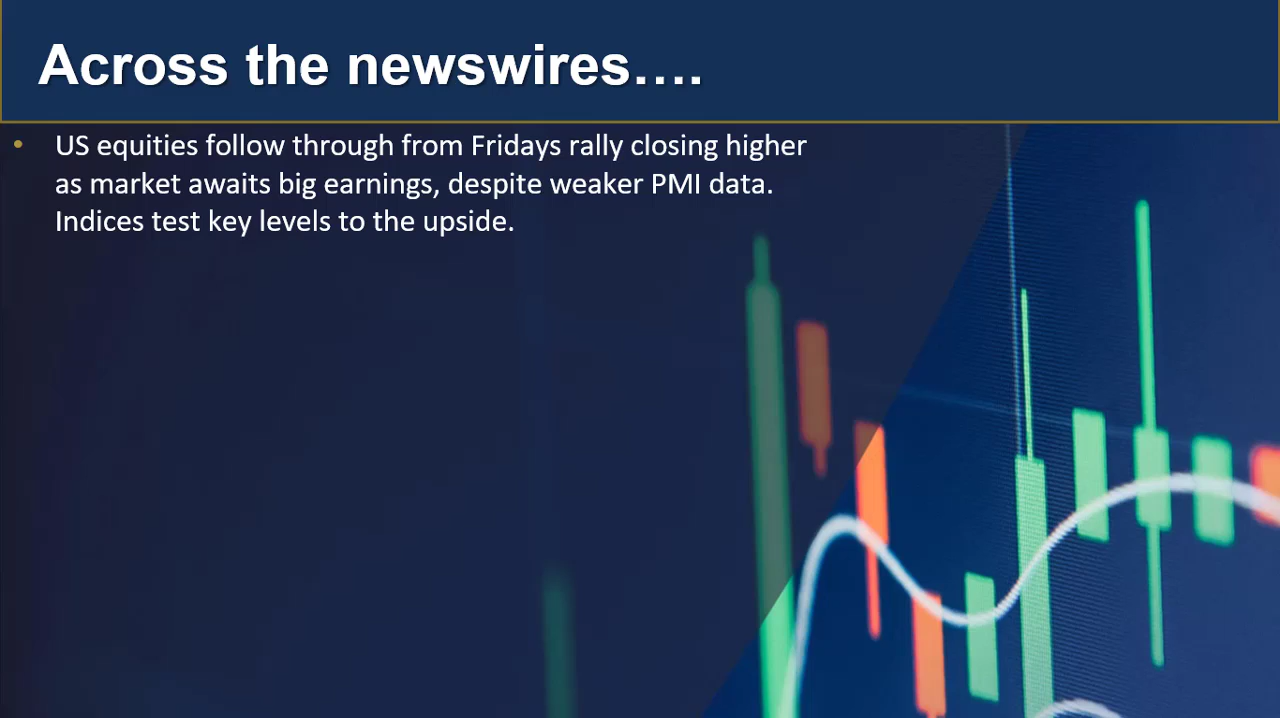 Across the newswires….
• US equities follow through from Fridays rally closing higher
as market awaits big earnings, despite weaker PMI data.
Indices test key levels to the upside.